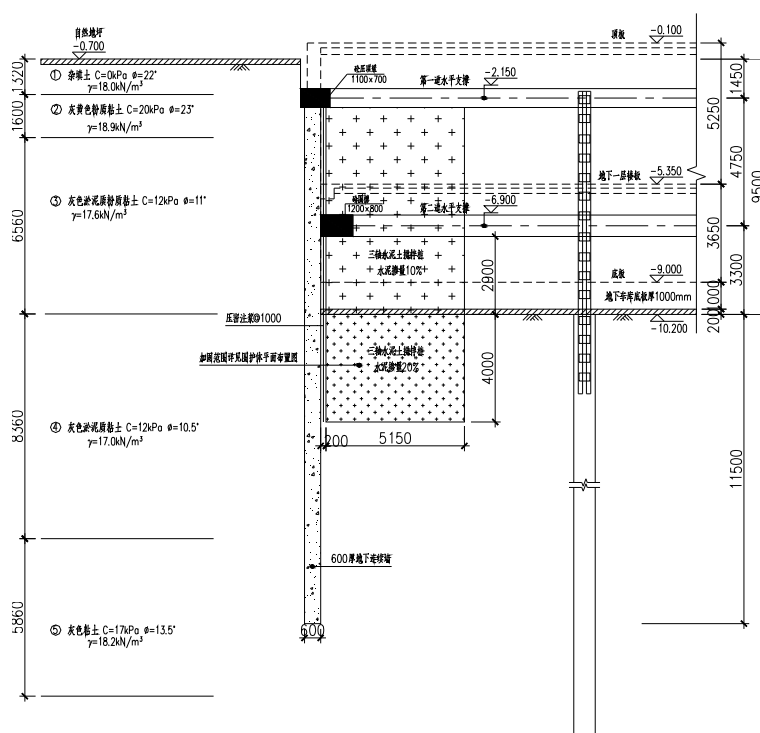 自然地坪
-0.700
① 杂填土 C=0kPa φ=22°
γ=18.0kN/m³
② 灰黄色粉质粘土 C=20kPa φ=23°
γ=18.9kN/m³
③ 灰色淤泥质粉质粘土 C=12kPa φ=11°
γ=17.6kN/m³
④ 灰色淤泥质粘土 C=12kPa φ=10.5°
γ=17.0kN/m³
⑤ 灰色粘土 C=17kPa φ=13.5°
γ=18.2kN/m³
1320
1600
6560
8360
5860
顶板
-0.100
砼压顶梁
1100×700
第一道水平支撑
-2.150
地下一层楼板
-5.350
砼围檩
1200×800
第二道水平支撑
-6.900
三轴水泥土搅拌桩
水泥掺量10%
底板
-9.000
地下车库底板厚1000mm
-10.200
压密注浆@1000
加固范围详见围护体平面布置图
三轴水泥土搅拌桩
水泥掺量20%
2900
4000
200
5150
600厚地下连续墙
600
5250
3650
1000
200
1450
4750
3300
9500
11500